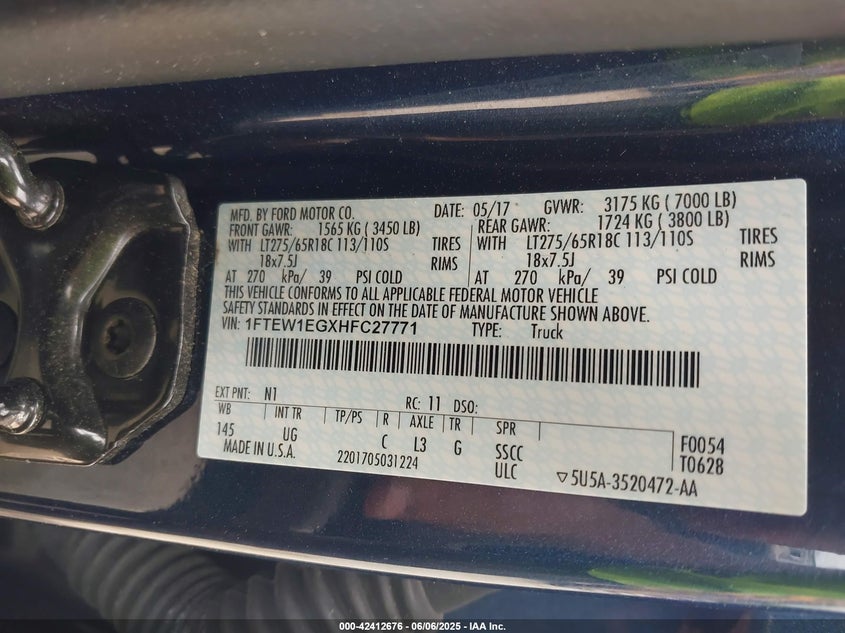 MFD. BY FORD MOTOR CO. DATE: 05/17 GVWR: 3175 KG ( 7000 LB)
FRONT GAWR: 1565 KG ( 3450 LB) REAR GAWR: 1724 KG ( 3800 LB)
WITH LT275/65R18C 113/110S TIRES WITH LT275/65R18C 113/110S TIRES
18x7.5J RIMS 18x7.5J RIMS
AT 270 kPa/ 39 PSI COLD AT 270 kPa/ 39 PSI COLD
THIS VEHICLE CONFORMS TO ALL APPLICABLE FEDERAL MOTOR VEHICLE
SAFETY STANDARDS IN EFFECT ON THE DATE OF MANUFACTURE SHOWN ABOVE.
VIN: 1FTEW1EGXHFC27771 TYPE: Truck
EXT PNT: N1 RC: 11 DSO:
WB INT TR TP/PS R AXLE TR SPR
145 UG C L3 G SSCC F0054
MADE IN U.S.A. 2201705031224 ULC T0628
▽5U5A-3520472-AA
000-42412676 - 06/06/2025 - IAA Inc.